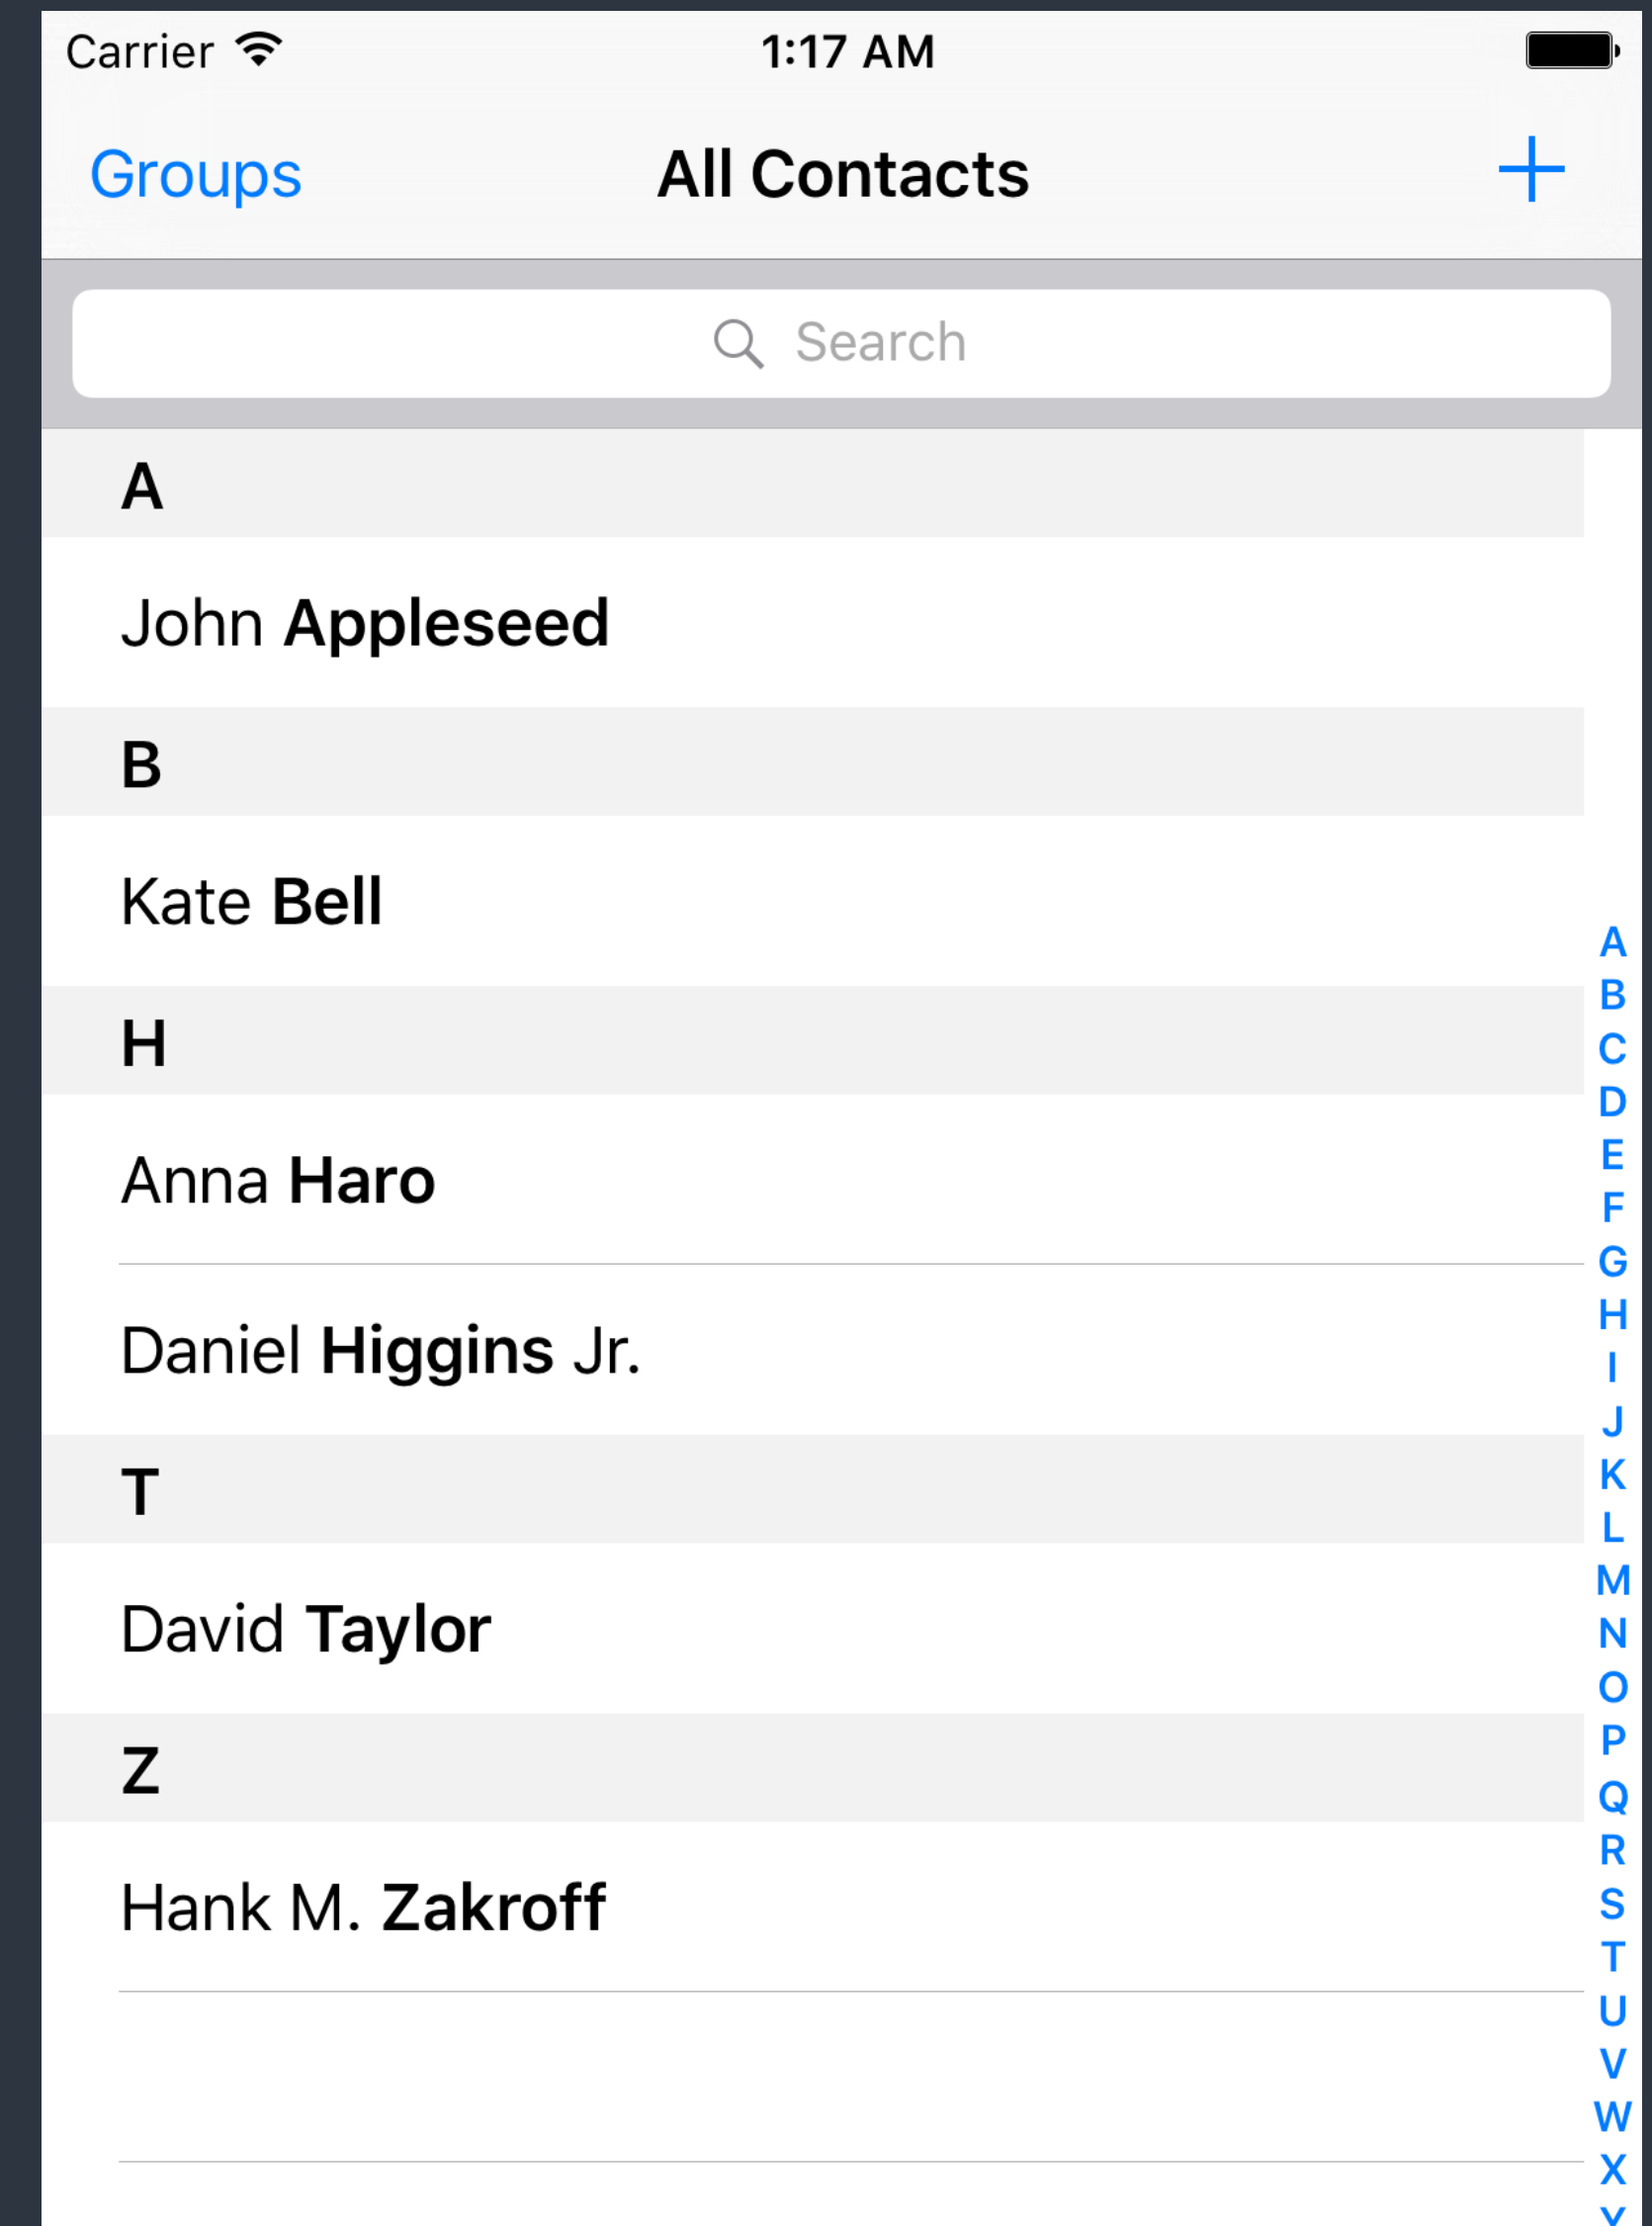 Carrier 1:17 AM
Groups All Contacts +
Search
A
John Appleseed
B
Kate Bell
H
Anna Haro
Daniel Higgins Jr.
T
David Taylor
Z
Hank M. Zakroff
A
B
C
D
E
F
G
H
I
J
K
L
M
N
O
P
Q
R
S
T
U
V
W
X
Y